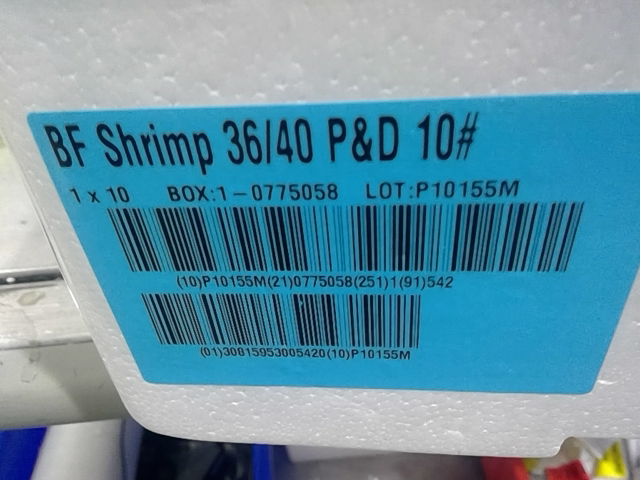 BF Shrimp 36/40 P&D 10#
1 x 10 BOX:1-0775058 LOT:P10155M
(10)P10155M(21)0775058(251)1(91)542
(01)30815953005420(10)P10155M